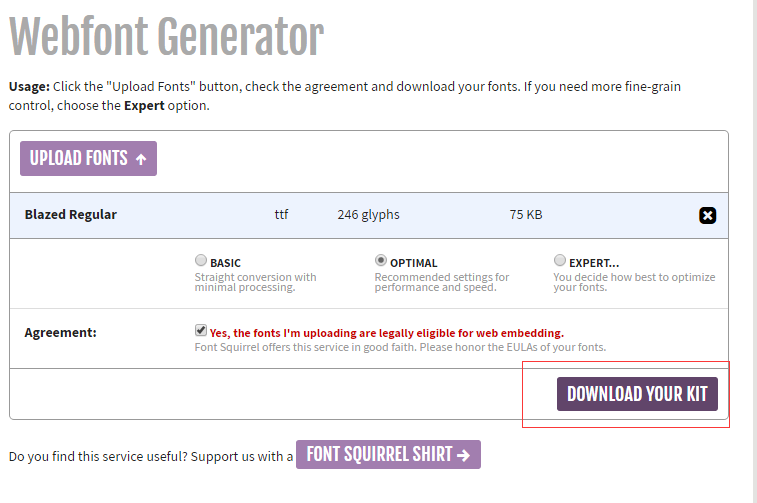 Webfont Generator
Usage: Click the "Upload Fonts" button, check the agreement and download your fonts. If you need more fine-grain
control, choose the Expert option.
UPLOAD FONTS
Blazed Regular ttf 246 glyphs 75 KB
BASIC
Straight conversion with
minimal processing.
OPTIMAL
Recommended settings for
performance and speed.
EXPERT...
You decide how best to optimize
your fonts.
Agreement: Yes, the fonts I'm uploading are legally eligible for web embedding.
Font Squirrel offers this service in good faith. Please honor the EULAs of your fonts.
DOWNLOAD YOUR KIT
Do you find this service useful? Support us with a FONT SQUIRREL SHIRT